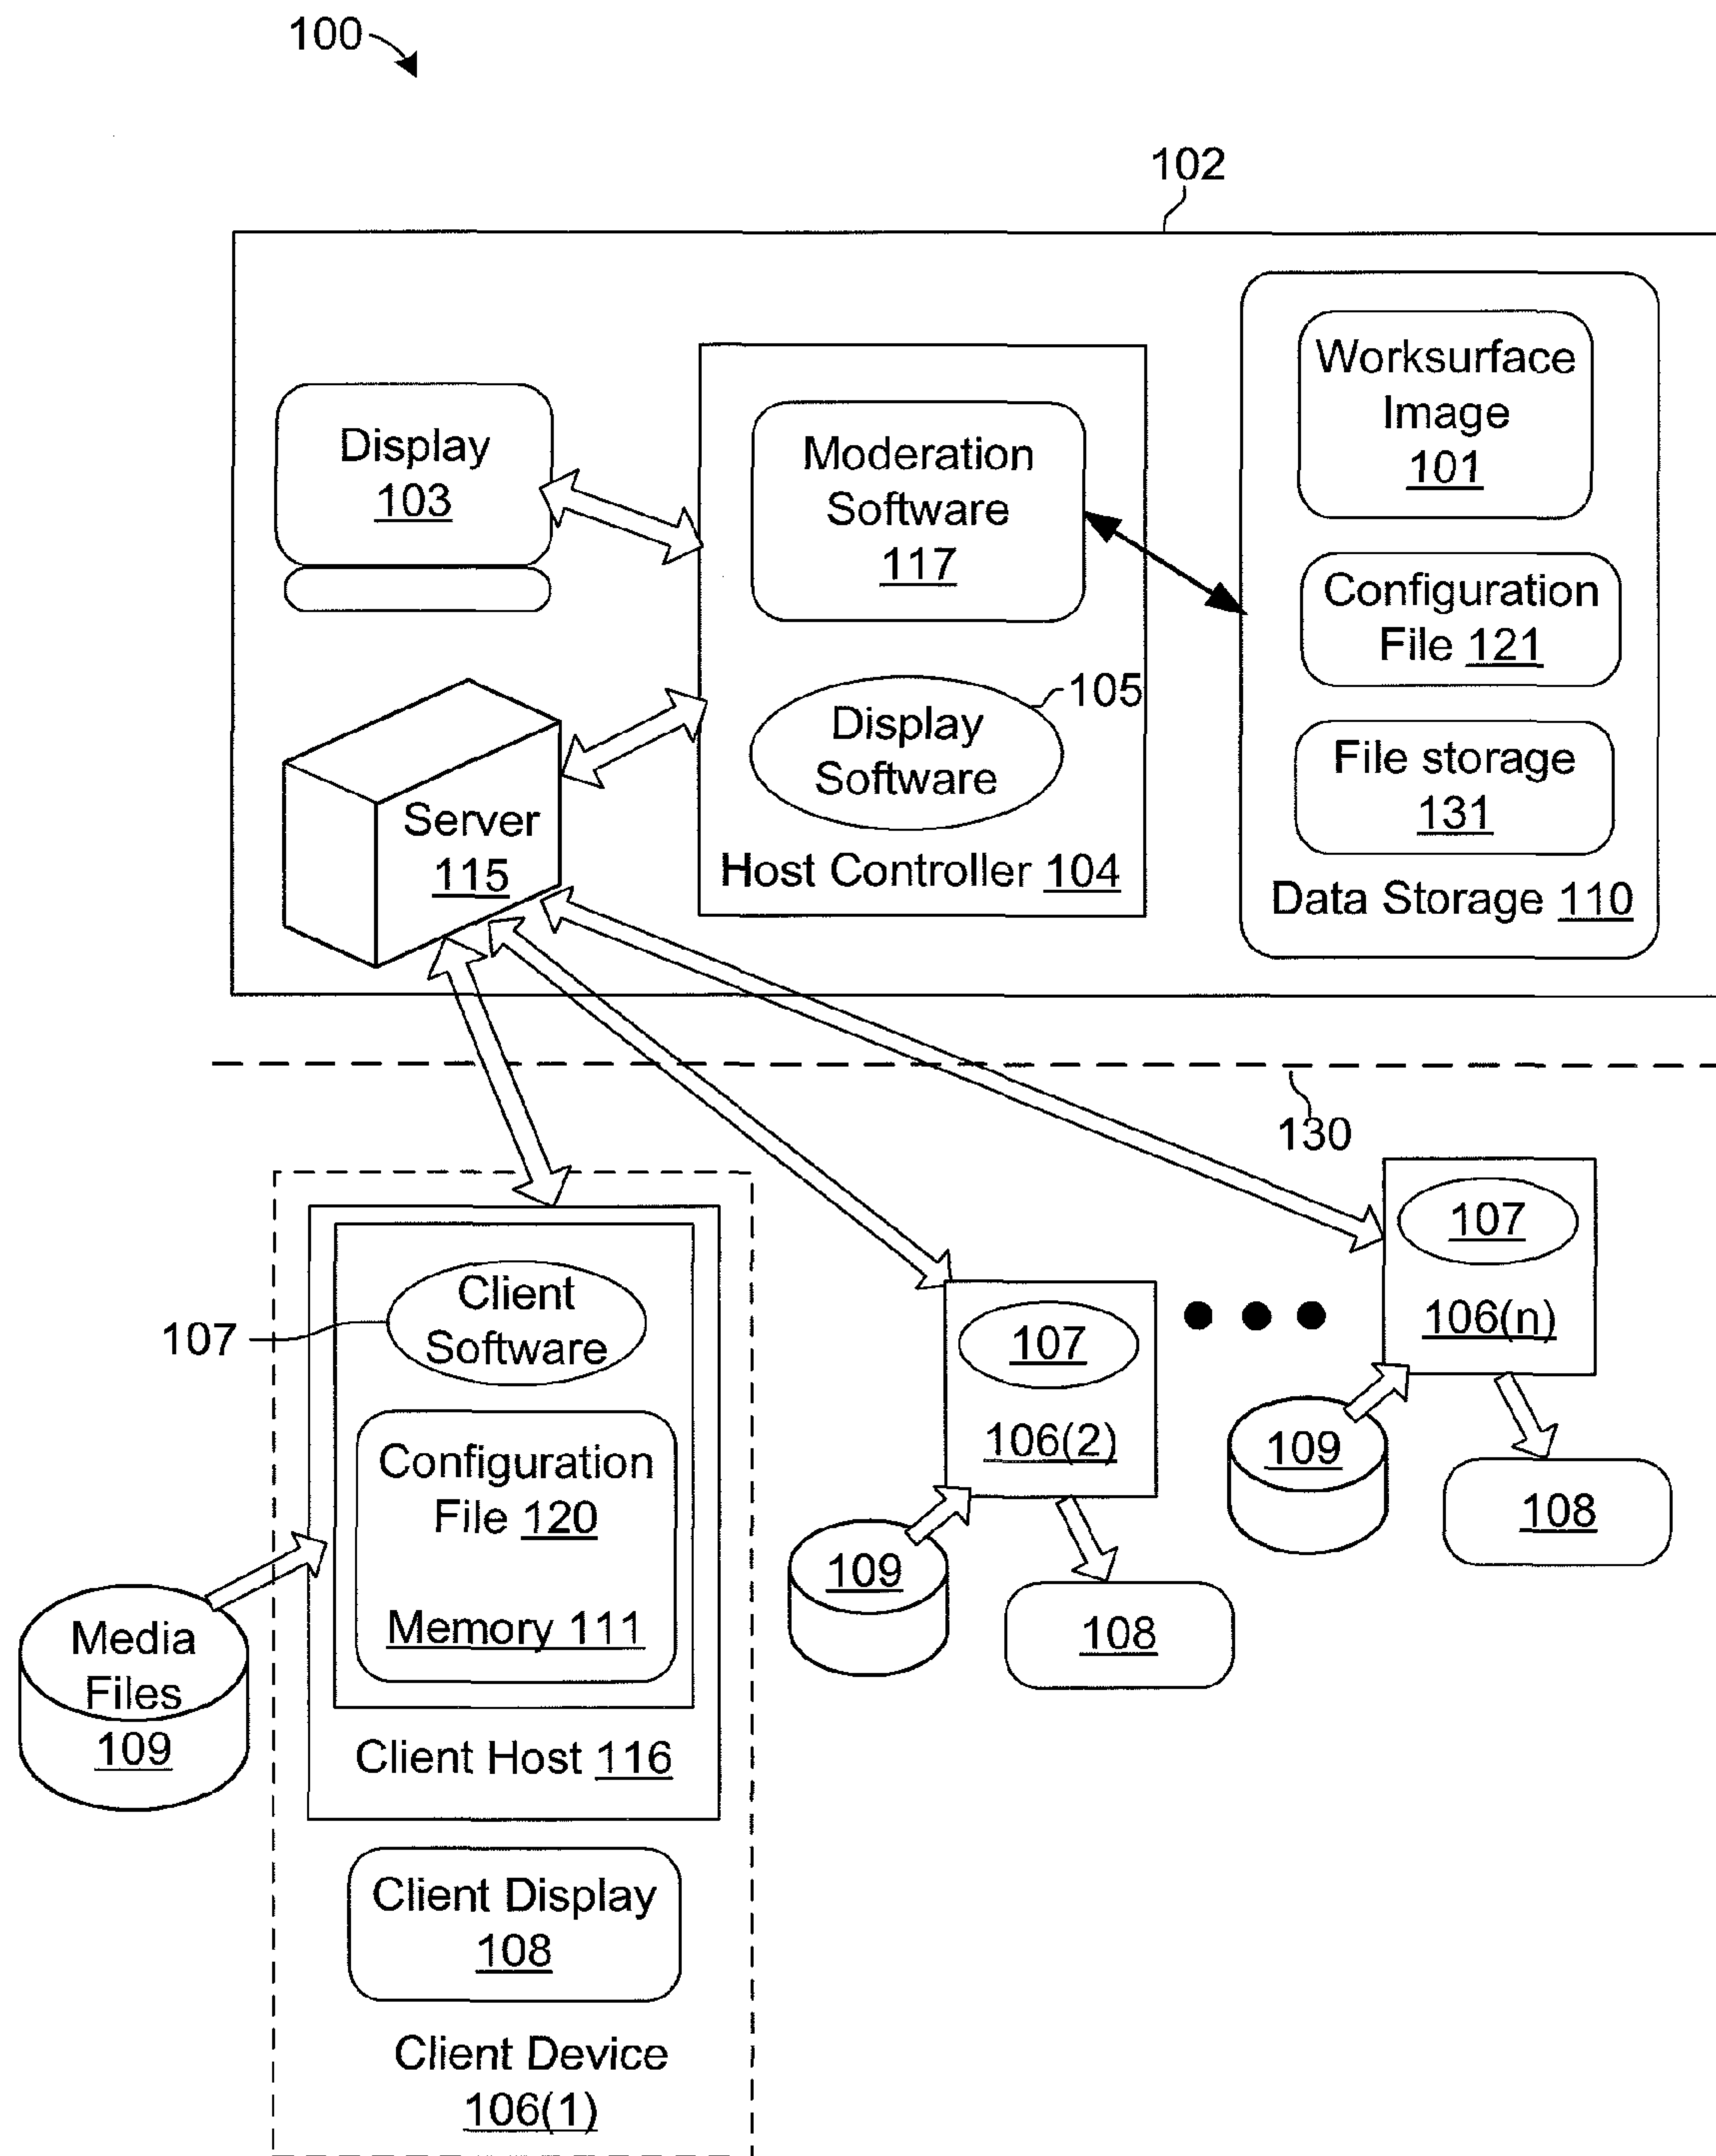 100
102
Display
103
Moderation
Software
117
Worksurface
Image
101
Configuration
File 121
105
Display
Software
File storage
131
Server
115
Host Controller 104
Data Storage 110
130
107
Client
Software
Configuration
File 120
Memory 111
Media
Files
109
Client Host 116
Client Display
108
Client Device
106(1)
107
106(2)
109
108
107
106(n)
109
108